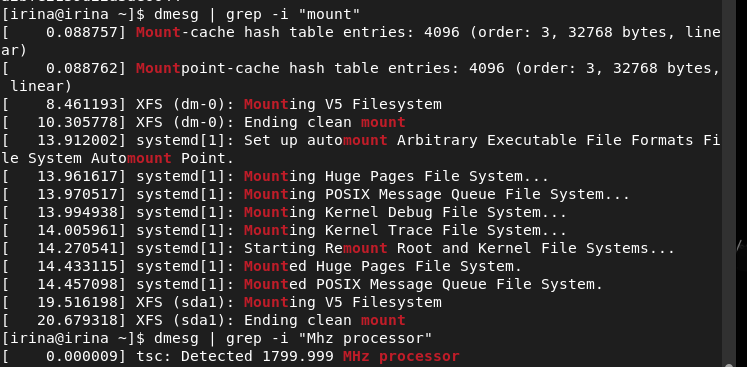 [irina@irina ~]$ dmesg | grep -i "mount"
[    0.088757] Mount-cache hash table entries: 4096 (order: 3, 32768 bytes, line
ar)
[    0.088762] Mountpoint-cache hash table entries: 4096 (order: 3, 32768 bytes,
 linear)
[    8.461193] XFS (dm-0): Mounting V5 Filesystem
[   10.305778] XFS (dm-0): Ending clean mount
[   13.912002] systemd[1]: Set up automount Arbitrary Executable File Formats Fi
le System Automount Point.
[   13.961617] systemd[1]: Mounting Huge Pages File System...
[   13.970517] systemd[1]: Mounting POSIX Message Queue File System...
[   13.994938] systemd[1]: Mounting Kernel Debug File System...
[   14.005961] systemd[1]: Mounting Kernel Trace File System...
[   14.270541] systemd[1]: Starting Remount Root and Kernel File Systems...
[   14.433115] systemd[1]: Mounted Huge Pages File System.
[   14.457098] systemd[1]: Mounted POSIX Message Queue File System.
[   19.516198] XFS (sda1): Mounting V5 Filesystem
[   20.679318] XFS (sda1): Ending clean mount
[irina@irina ~]$ dmesg | grep -i "Mhz processor"
[    0.000009] tsc: Detected 1799.999 MHz processor